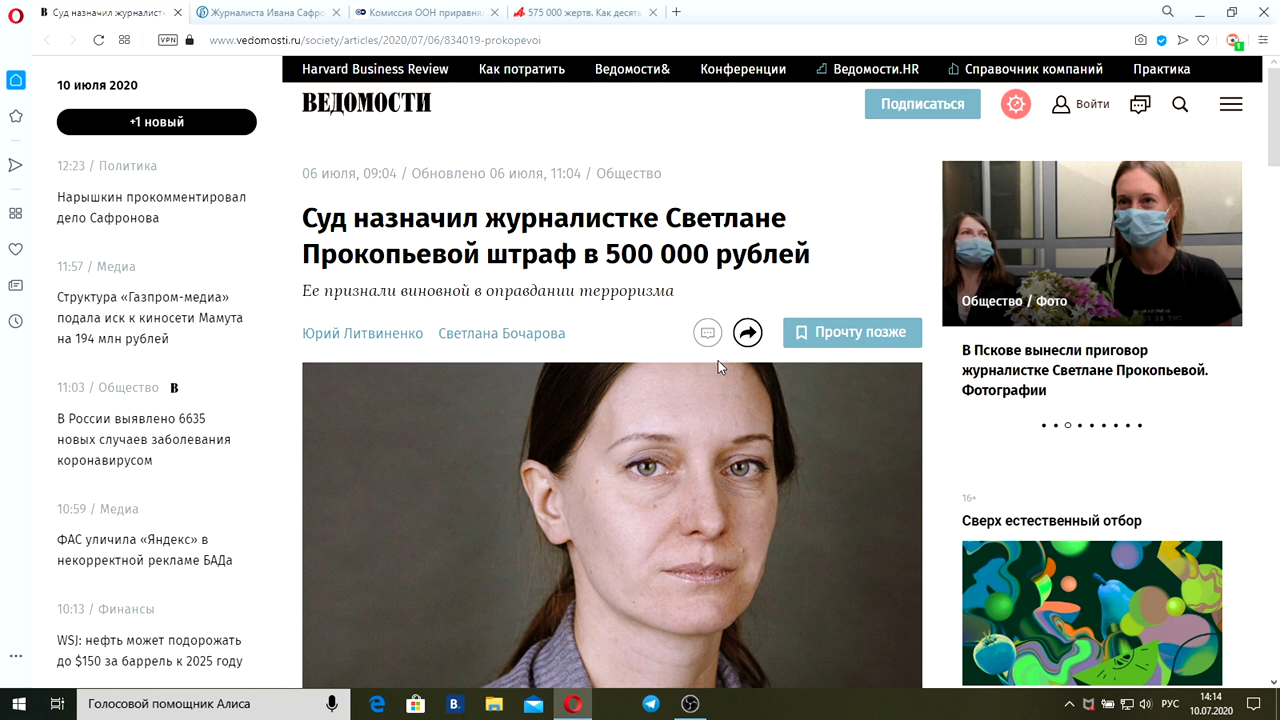 В Суд назначил журналист
Журналиста Ивана Сафро
Комиссия ООН приравнял
575 000 жертв. Как десять
VPN
www.vedomosti.ru/society/articles/2020/07/06/834019-prokopevoi
1
Harvard Business Review Как потратить Ведомости& Конференции Ведомости.HR Справочник компаний Практика
ВЕДОМОСТИ
Подписаться
Войти
10 июля 2020
+1 новый
12:23 / Политика
Нарышкин прокомментировал
дело Сафронова
11:57 / Медиа
Структура «Газпром-медиа»
подала иск к киносети Мамута
на 194 млн рублей
11:03 / Общество В
В России выявлено 6635
новых случаев заболевания
коронавирусом
10:59 / Медиа
ФАС уличила «Яндекс» в
некорректной рекламе БАДа
10:13 / Финансы
WSJ: нефть может подорожать
до $150 за баррель к 2025 году
06 июля, 09:04 / Обновлено 06 июля, 11:04 / Общество
Суд назначил журналистке Светлане
Прокопьевой штраф в 500 000 рублей
Ее признали виновной в оправдании терроризма
Юрий Литвиненко Светлана Бочарова
Прочту позже
Общество / Фото
В Пскове вынесли приговор
журналистке Светлане Прокопьевой.
Фотографии
16+
Сверх естественный отбор
Голосовой помощник Алиса
B.
РУС
14:14
10.07.2020